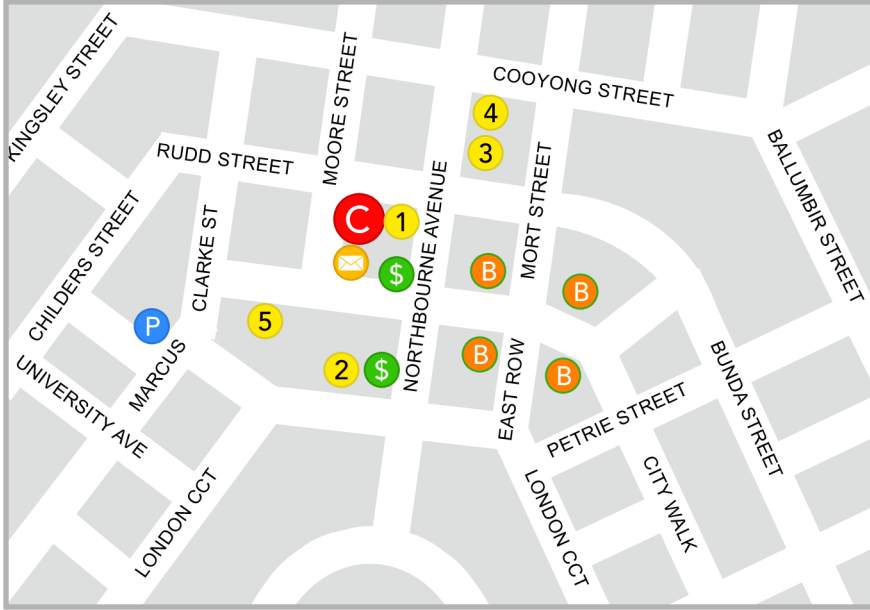 KINGSLEY STREET
MOORE STREET
COOYONG STREET
4
3
RUDD STREET
BALLUMBIR STREET
MORT STREET
NORTHBOURNE AVENUE
CHILDERS STREET
CLARKE ST
C
1
$
B
B
P
5
MARCUS
UNIVERSITY AVE
2
$
B
B
EAST ROW
BUNDA STREET
PETRIE STREET
LONDON CCT
LONDON CCT
CITY WALK